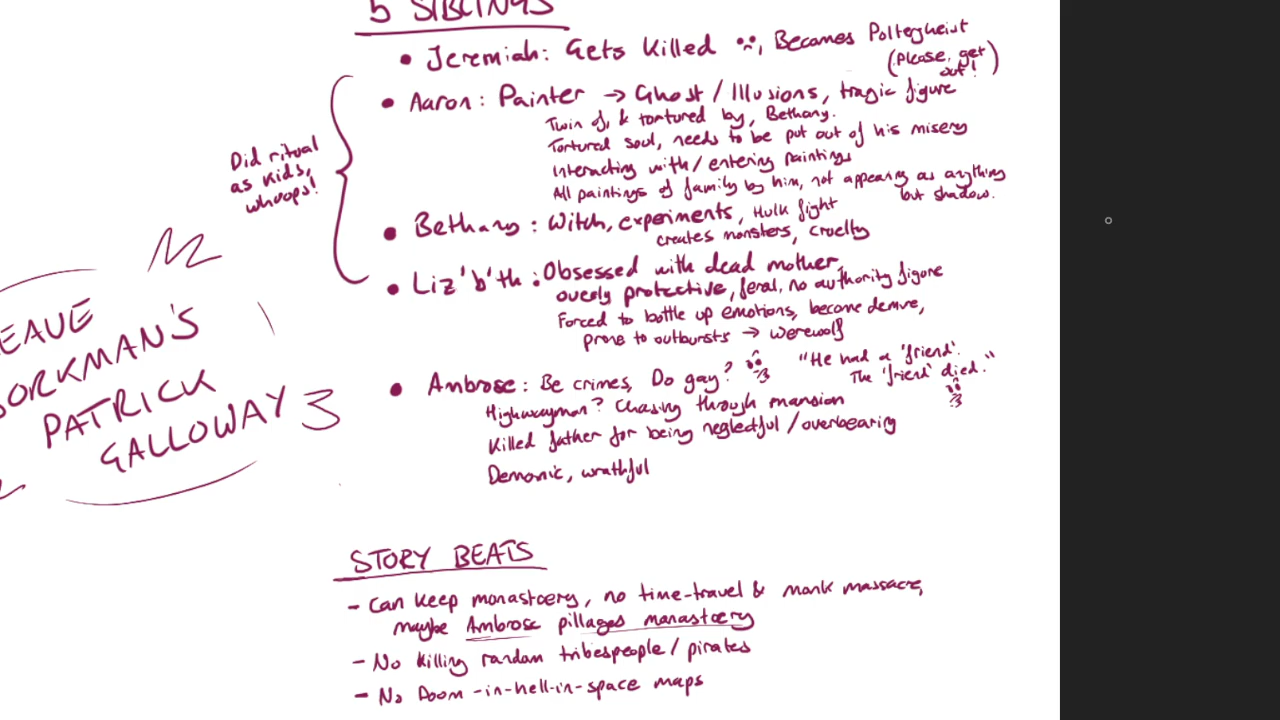 5 SIBLINGS
• Jeremiah: Gets Killed :(, Becomes Poltergheist
(Please, get out!)
• Aaron: Painter → Ghost / Illusions, tragic figure
Twin of, & tortured by, Bethany.
Tortured soul, needs to be put out of his misery
Interacting with/entering paintings
All paintings of family by him, not appearing as anything
but shadow.
• Bethany: Witch, experiments, Hulk fight
creates monsters, cruelty
• Liz'b'th: Obsessed with dead mother,
overly protective, feral, no authority figure
Forced to bottle up emotions, become demure,
prone to outbursts → werewolf
Did ritual
as kids,
whoops!
• Ambrose: Be crimes, Do gay?
"He had a 'friend'.
The 'friend' died."
Highwayman? Chasing through mansion
Killed father for being neglectful/overbearing
Demonic, wrathful
EAVE
ORKMAN'S
PATRICK
GALLOWAY 3
STORY BEATS
- Can keep monastoery, no time-travel & monk massacre,
maybe Ambrose pillages monastoery
- No killing random tribespeople/pirates
- No Doom-in-hell-in-space maps